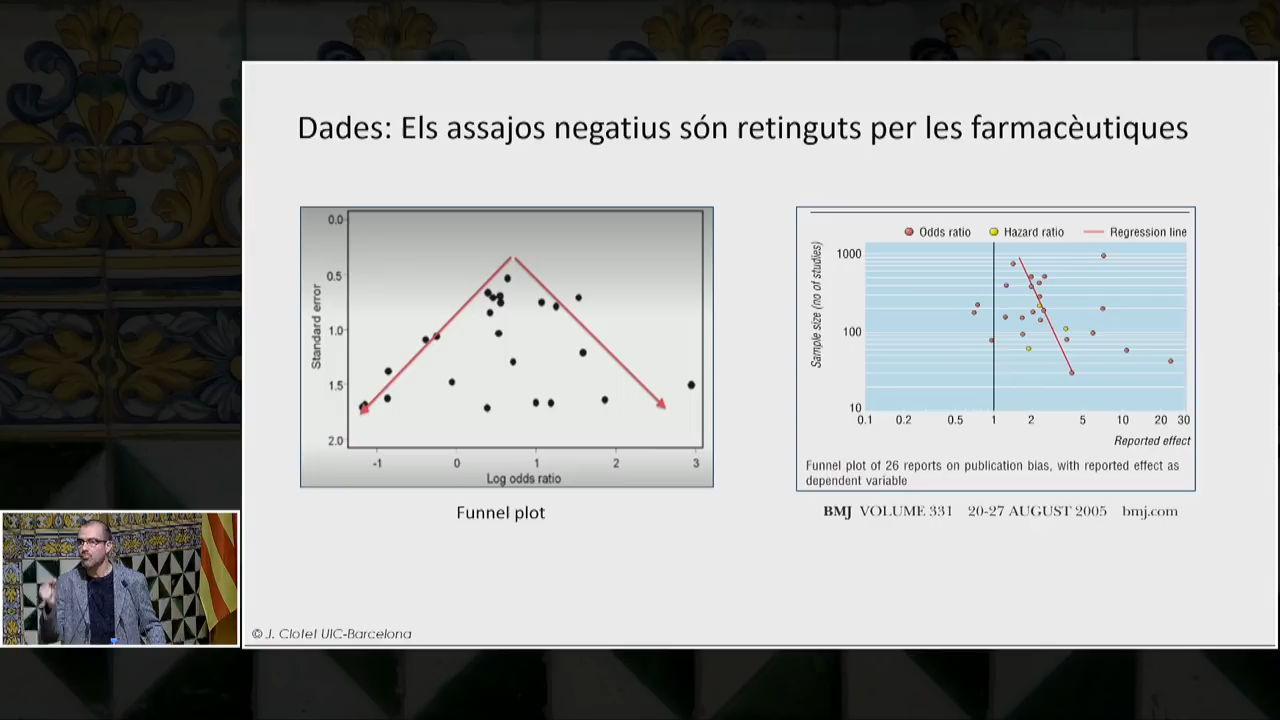 Dades: Els assajos negatius són retinguts per les farmacèutiques
0.0
0.5
1.0
1.5
2.0
Standard error
-1 0 1 2 3
Log odds ratio
Funnel plot
Odds ratio Hazard ratio Regression line
Sample size (no of studies)
1000
100
10
0.1 0.2 0.5 1 2 5 10 20 30
Reported effect
Funnel plot of 26 reports on publication bias, with reported effect as
dependent variable
BMJ VOLUME 331 20-27 AUGUST 2005 bmj.com
© J. Clotet UIC-Barcelona